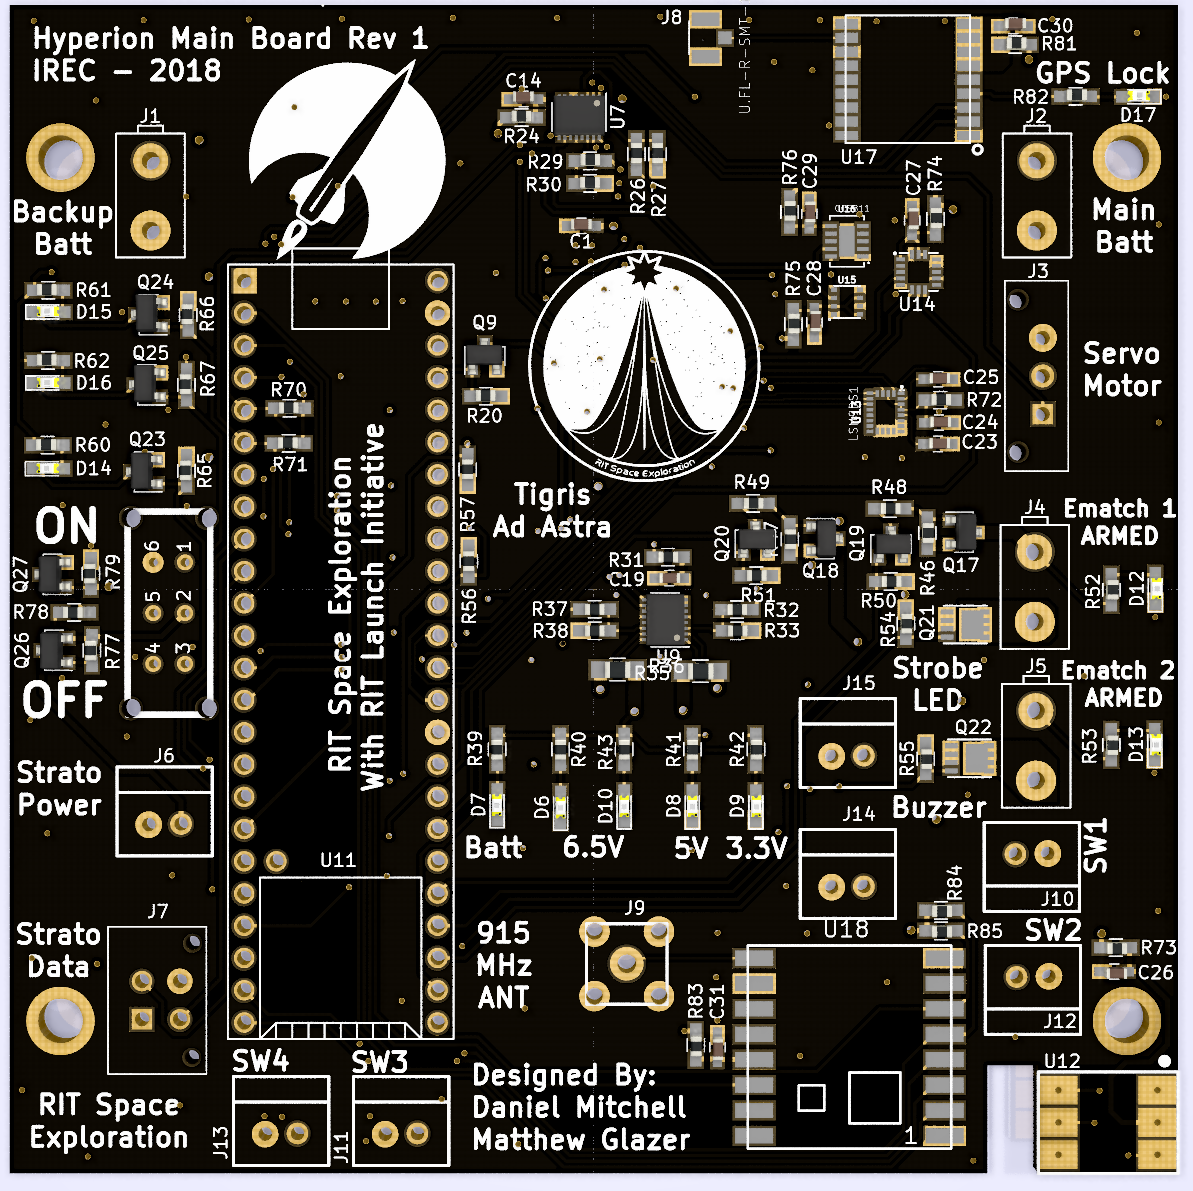 Hyperion Main Board Rev 1
IREC - 2018
J8
U.FL-R-SMT-
C30
R81
GPS Lock
R82
D17
C14
R24
U7
J1
J2
R29
R30
R26
R27
U17
R76
C29
C27
R74
Backup
Batt
C1
Main
Batt
J3
R61
D15
Q24
R66
R75
C28
U15
U14
R62
D16
Q25
R67
Q9
R20
Servo
Motor
R70
R71
C25
R72
C24
C23
U13
R60
D14
Q23
R65
RIT Space Exploration
R57
Tigris
Ad Astra
R49
R48
J4
Ematch 1
ARMED
ON
Q27
R79
6
1
5
2
4
3
R78
Q26
R77
OFF
RIT Space Exploration
With RIT Launch Initiative
R56
R31
C19
Q20
Q18
Q19
R46
Q17
R51
R50
R52
D12
R37
R38
R32
R33
R54
Q21
U9
R35
R36
Strobe
LED
J5
Ematch 2
ARMED
J15
Q22
R55
R53
D13
J6
Strato
Power
R39
R40
R43
R41
R42
D7
D6
D10
D8
D9
Batt
6.5V
5V
3.3V
Buzzer
J14
SW1
J10
U11
R84
R85
J7
Strato
Data
J9
915
MHz
ANT
U18
SW2
J12
R73
C26
R83
C31
U12
SW4
SW3
J13
J11
RIT Space
Exploration
Designed By:
Daniel Mitchell
Matthew Glazer
1